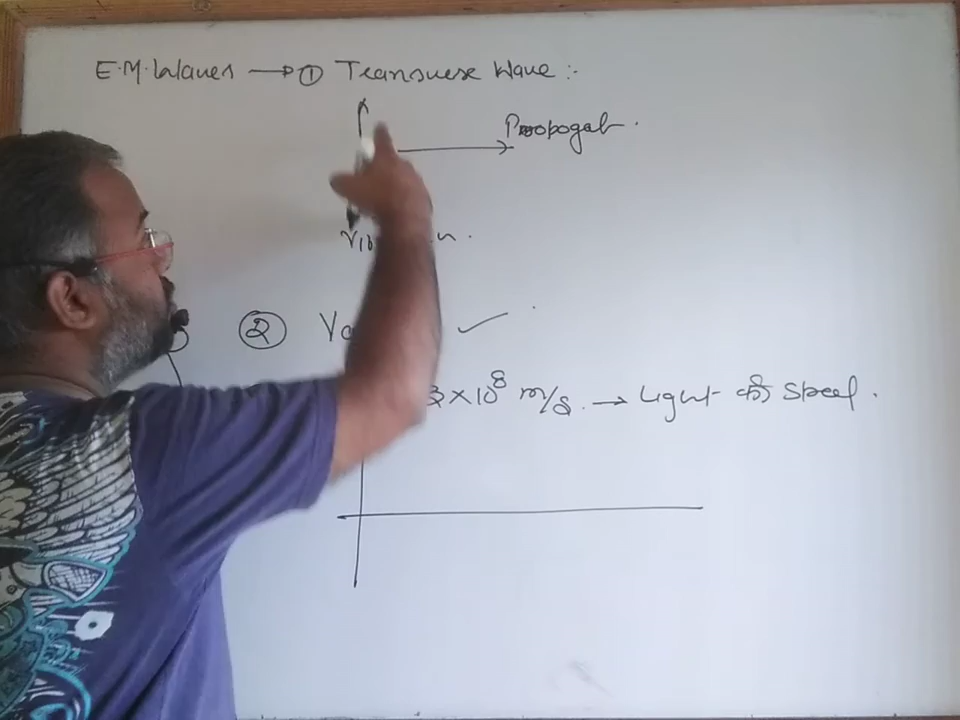 E.M. Waves → ① Transverse Wave :-
Propogat.
② ✓
3×10⁸ m/s. → Light की Speed.